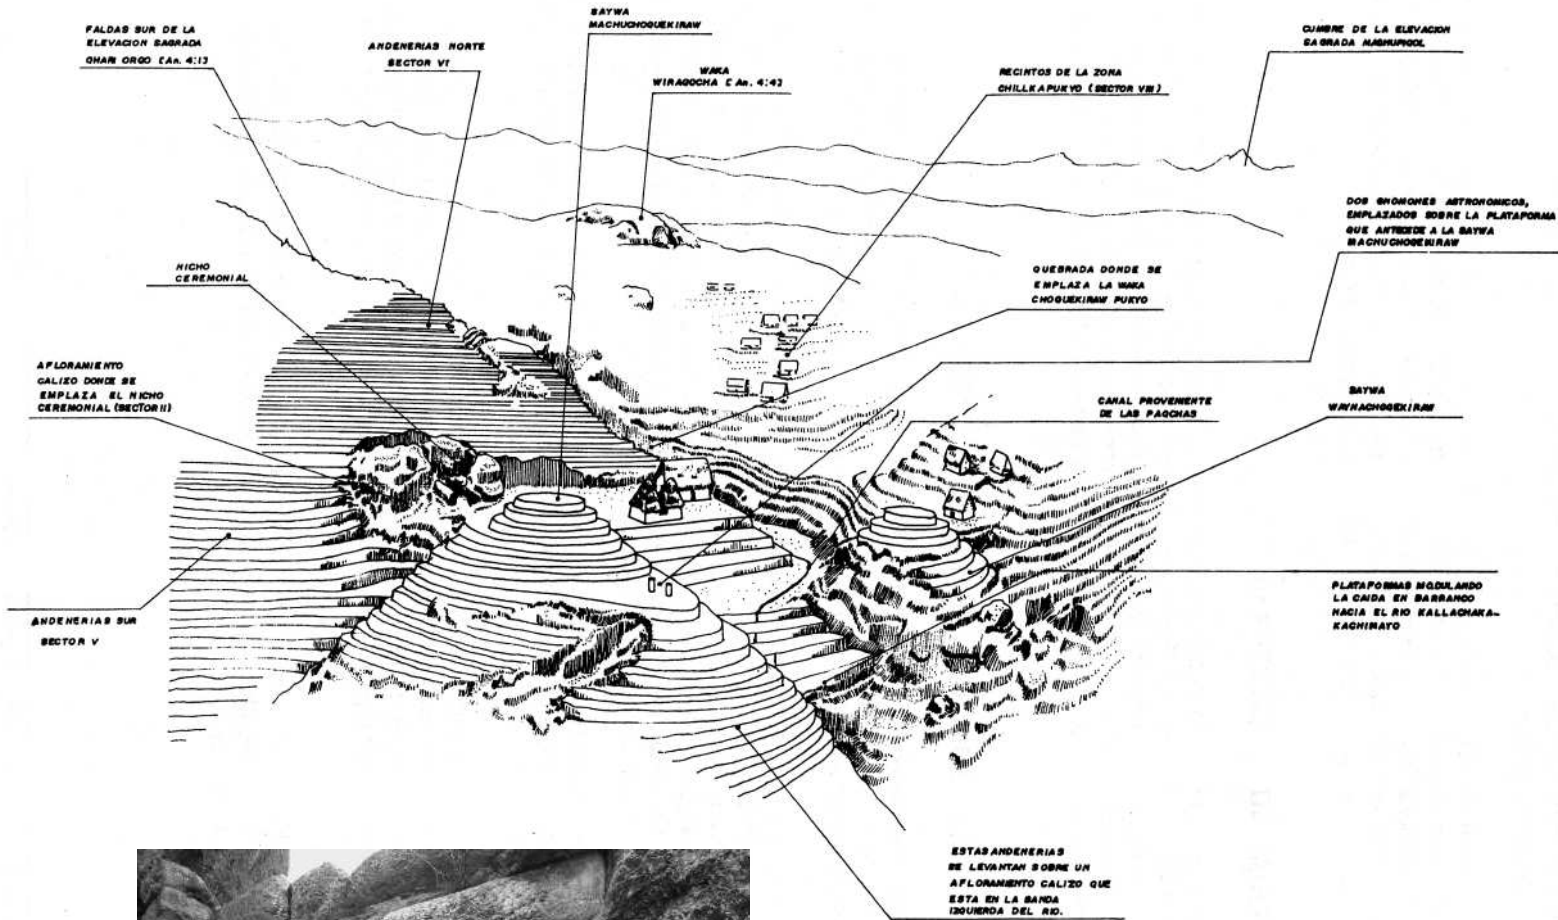 FALDAS SUR DE LA
ELEVACION SAGRADA
QHARI ORQO [An. 4:1]
ANDENERIAS NORTE
SECTOR VI
SAYWA
MACHUCHOQUEKIRAW
WAKA
WIRAQOCHA [An. 4:4]
RECINTOS DE LA ZONA
CHILLKAPUKYO (SECTOR VIII)
CUMBRE DE LA ELEVACION
SAGRADA
DOS GNOMONES ASTRONOMICOS,
EMPLAZADOS SOBRE LA PLATAFORMA
QUE ANTECEDE A LA SAYWA
MACHUCHOQEKIRAW
NICHO
CEREMONIAL
QUEBRADA DONDE SE
EMPLAZA LA WAKA
CHOQUEKIRAW PUKYO
AFLORAMIENTO
CALIZO DONDE SE
EMPLAZA EL NICHO
CEREMONIAL (SECTOR II)
CANAL PROVENIENTE
DE LAS PAQCHAS
SAYWA
WAYNACHOQEKIRAW
ANDENERIAS SUR
SECTOR V
PLATAFORMAS MODULANDO
LA CAIDA EN BARRANCO
HACIA EL RIO KALLACHAKA-
KACHIMAYO
ESTAS ANDENERIAS
SE LEVANTAN SOBRE UN
AFLORAMIENTO CALIZO QUE
ESTA EN LA BANDA
IZQUIERDA DEL RIO.